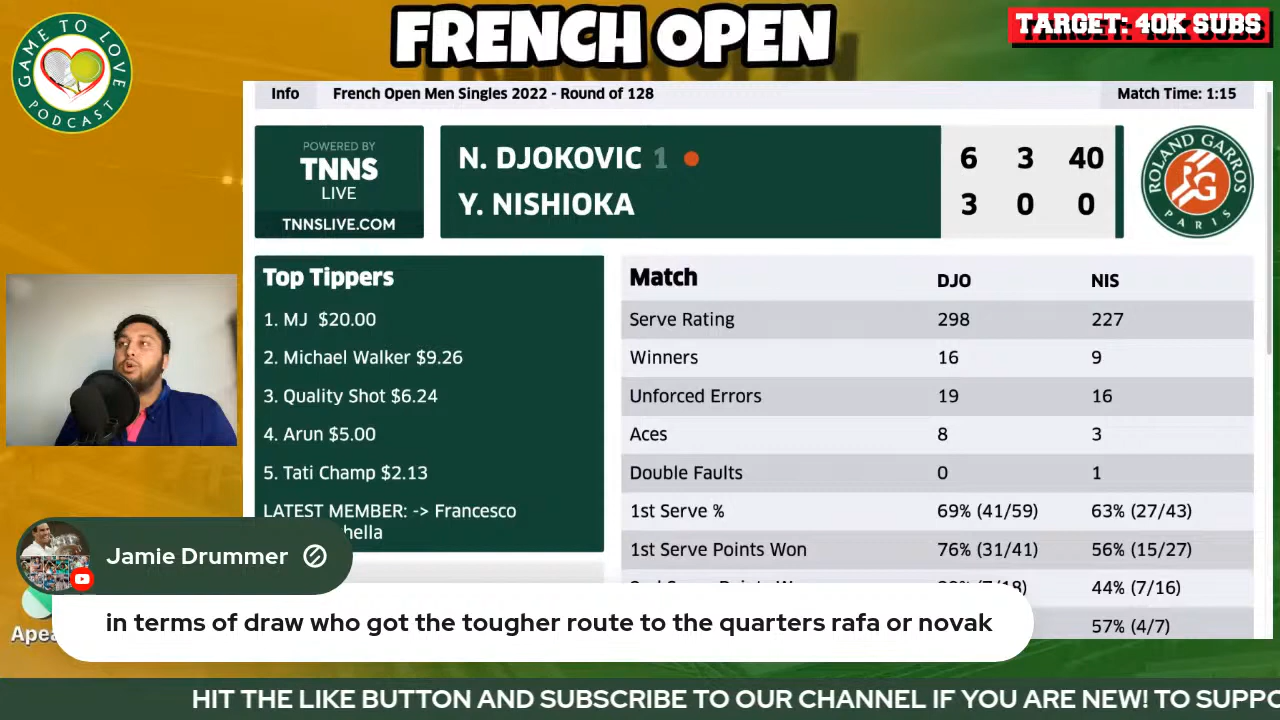 GAME TO LOVE
PODCAST
FRENCH OPEN
TARGET: 40K SUBS
Info French Open Men Singles 2022 - Round of 128 Match Time: 1:15
POWERED BY
TNNS
LIVE
TNNSLIVE.COM
N. DJOKOVIC 1 6 3 40
Y. NISHIOKA 3 0 0
ROLAND GARROS
RG
PARIS
Top Tippers
1. MJ $20.00
2. Michael Walker $9.26
3. Quality Shot $6.24
4. Arun $5.00
5. Tati Champ $2.13
LATEST MEMBER: -> Francesco
hella
Match DJO NIS
Serve Rating 298 227
Winners 16 9
Unforced Errors 19 16
Aces 8 3
Double Faults 0 1
1st Serve % 69% (41/59) 63% (27/43)
1st Serve Points Won 76% (31/41) 56% (15/27)
44% (7/16)
57% (4/7)
Jamie Drummer
in terms of draw who got the tougher route to the quarters rafa or novak
HIT THE LIKE BUTTON AND SUBSCRIBE TO OUR CHANNEL IF YOU ARE NEW! TO SUPPO